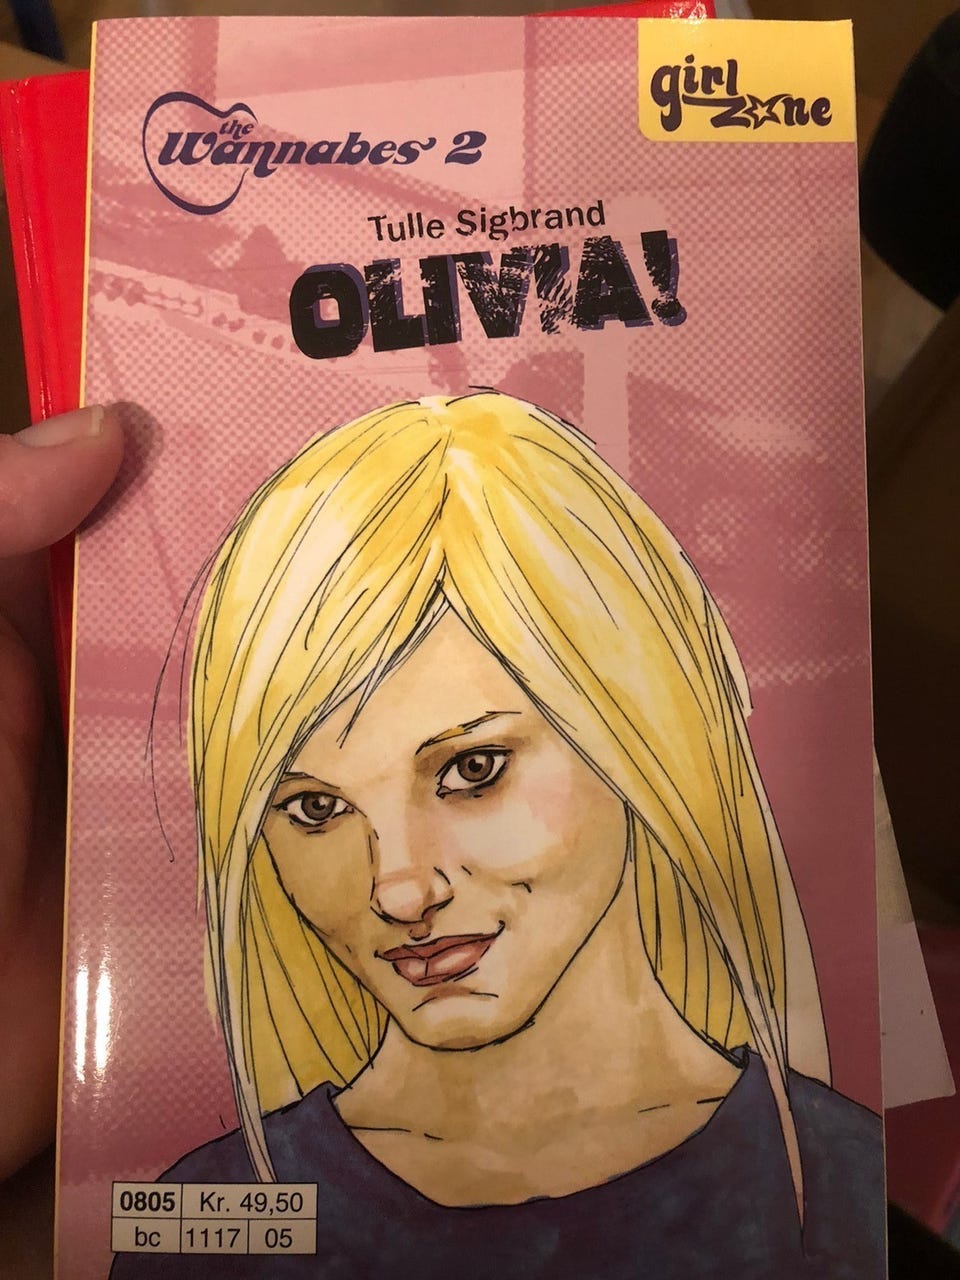 girl
zone
the
Wannabes 2
Tulle Sigbrand
OLIVIA!
0805 Kr. 49,50
bc 1117 05